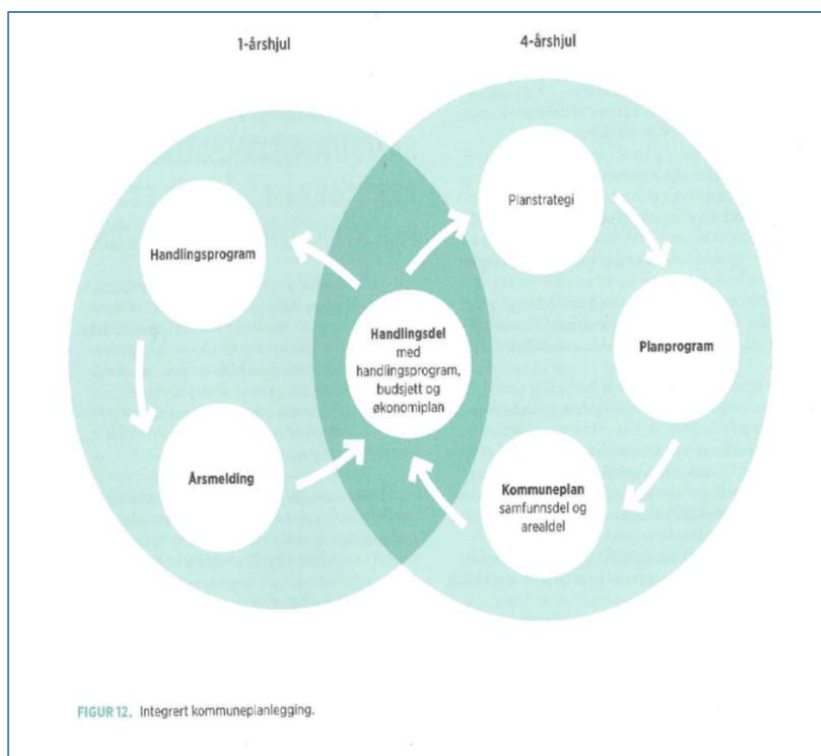 1-årshjul
4-årshjul
Planstrategi
Handlingsprogram
Handlingsdel
med
handlingsprogram,
budsjett og
økonomiplan
Planprogram
Årsmelding
Kommuneplan
samfunnsdel og
arealdel
FIGUR 12. Integrert kommuneplanlegging.